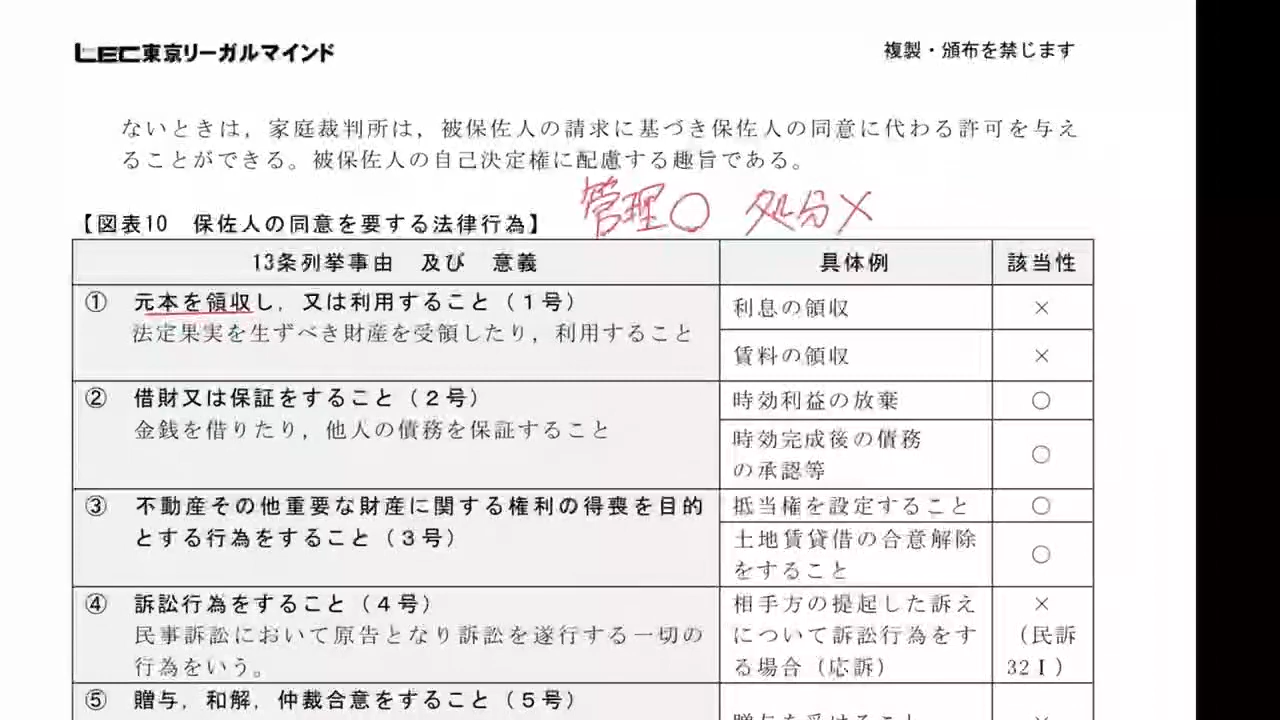 LEC東京リーガルマインド
複製・頒布を禁じます
ないときは，家庭裁判所は，被保佐人の請求に基づき保佐人の同意に代わる許可を与え
ることができる。被保佐人の自己決定権に配慮する趣旨である。
管理○ 処分×
【図表10 保佐人の同意を要する法律行為】
13条列挙事由 及び 意義
具体例
該当性
① 元本を領収し，又は利用すること（１号）
法定果実を生ずべき財産を受領したり，利用すること
利息の領収
×
賃料の領収
×
② 借財又は保証をすること（２号）
金銭を借りたり，他人の債務を保証すること
時効利益の放棄
○
時効完成後の債務
の承認等
○
③ 不動産その他重要な財産に関する権利の得喪を目的
とする行為をすること（３号）
抵当権を設定すること
○
土地賃貸借の合意解除
をすること
○
④ 訴訟行為をすること（４号）
民事訴訟において原告となり訴訟を遂行する一切の
行為をいう。
相手方の提起した訴え
について訴訟行為をす
る場合（応訴）
×
（民訴
32Ⅰ）
⑤ 贈与，和解，仲裁合意をすること（５号）